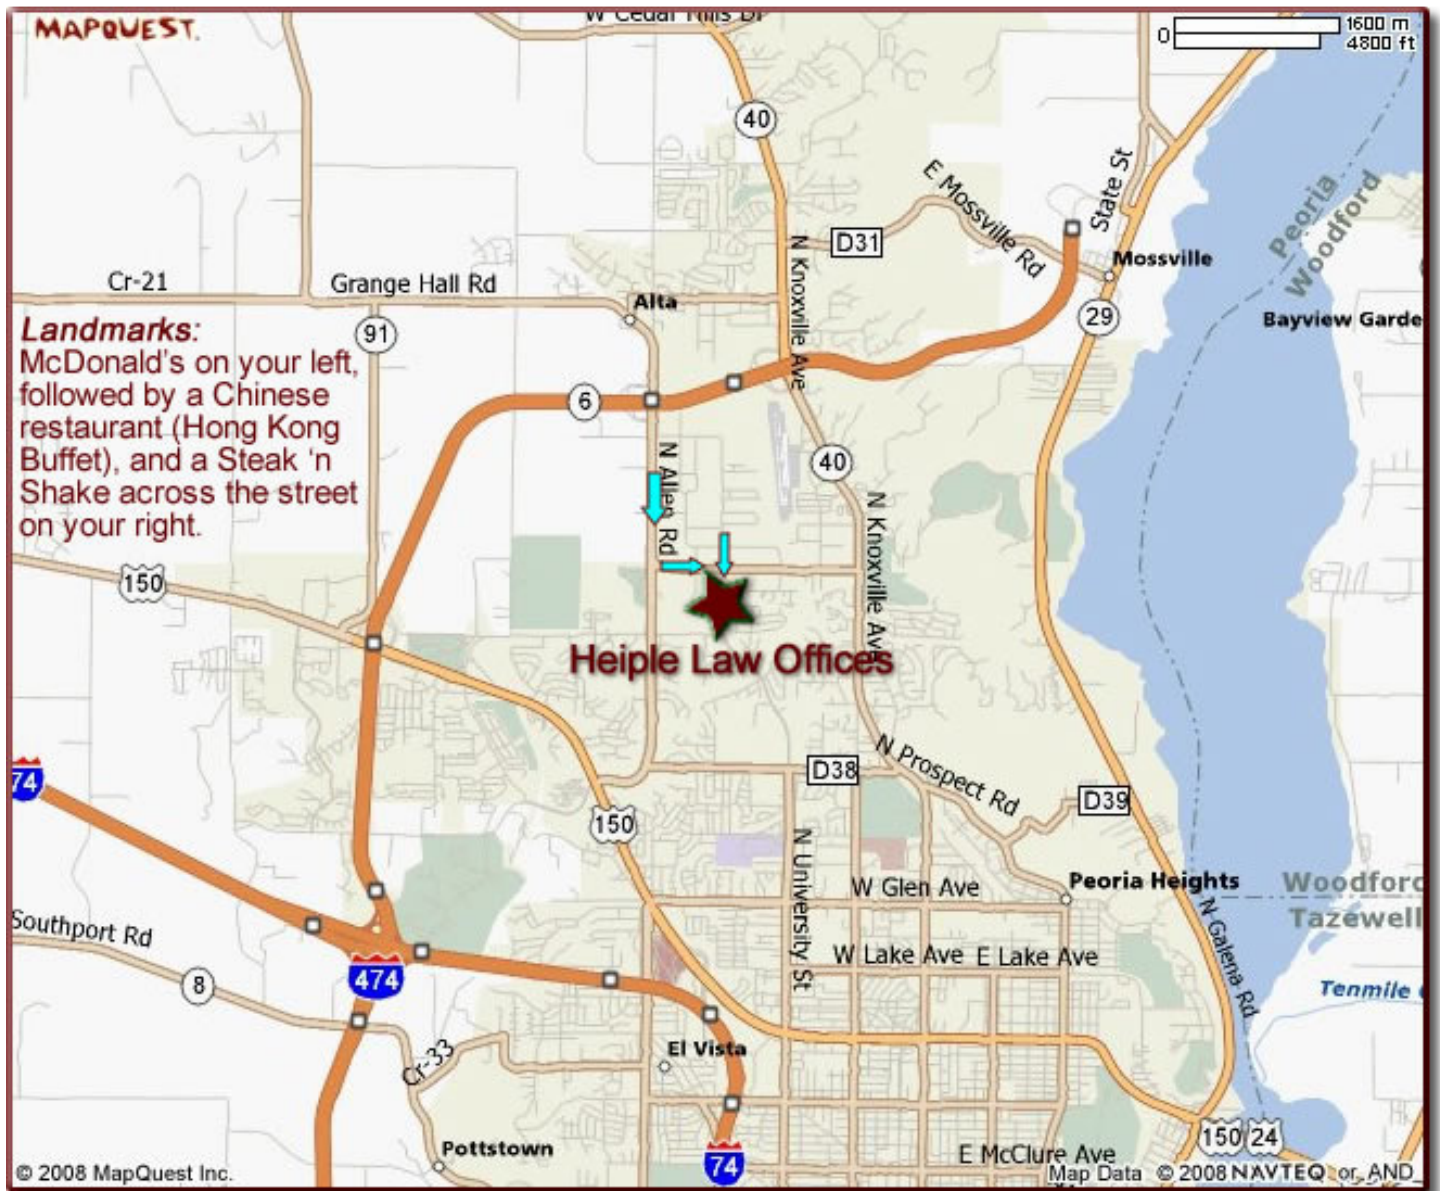 W Cedar Hills Dr
MAPQUEST.
0
1600 m
4800 ft
40
E Mossville Rd
State St
Peoria
Woodford
D31
N Knoxville Ave
Mossville
Cr-21
Grange Hall Rd
Alta
29
Bayview Garde
91
Landmarks:
McDonald's on your left,
followed by a Chinese
restaurant (Hong Kong
Buffet), and a Steak 'n
Shake across the street
on your right.
6
N Allen Rd
40
N Knoxville Ave
150
Heiple Law Offices
74
D38
N Prospect Rd
D39
150
N University St
W Glen Ave
Peoria Heights
Woodford
Tazewell
Southport Rd
W Lake Ave
E Lake Ave
N Galena Rd
474
8
Tenmile
Cr-33
El Vista
150
24
Pottstown
74
E McClure Ave
© 2008 MapQuest Inc.
Map Data © 2008 NAVTEQ or AND